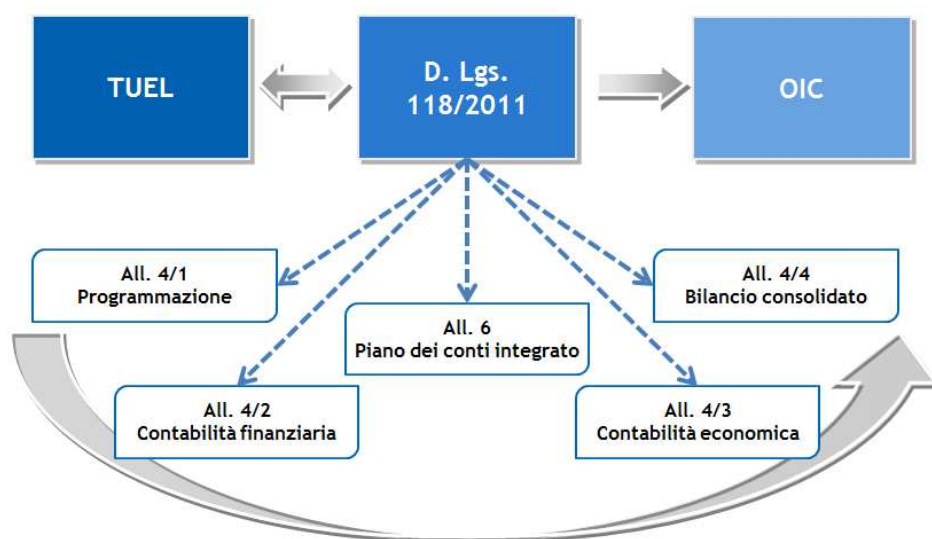 TUEL
D. Lgs.
118/2011
OIC
All. 4/1
Programmazione
All. 4/4
Bilancio consolidato
All. 6
Piano dei conti integrato
All. 4/2
Contabilità finanziaria
All. 4/3
Contabilità economica